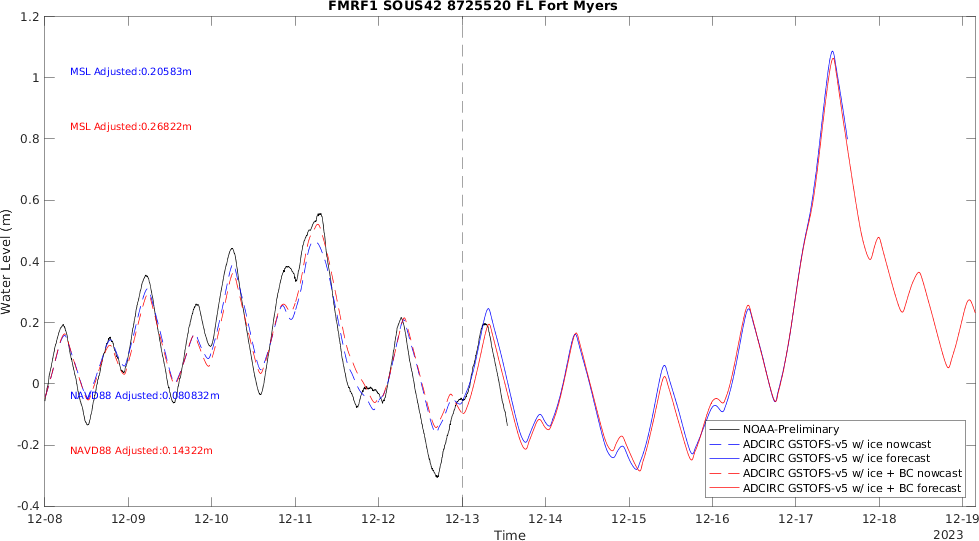 FMRF1 SOUS42 8725520 FL Fort Myers
1.2
1
0.8
0.6
0.4
0.2
0
-0.2
-0.4
Water Level (m)
MSL Adjusted:0.20583m
MSL Adjusted:0.26822m
NAVD88 Adjusted:0.080832m
NAVD88 Adjusted:0.14322m
NOAA-Preliminary
ADCIRC GSTOFS-v5 w/ ice nowcast
ADCIRC GSTOFS-v5 w/ ice forecast
ADCIRC GSTOFS-v5 w/ ice + BC nowcast
ADCIRC GSTOFS-v5 w/ ice + BC forecast
12-08 12-09 12-10 12-11 12-12 12-13 12-14 12-15 12-16 12-17 12-18 12-19
Time
2023